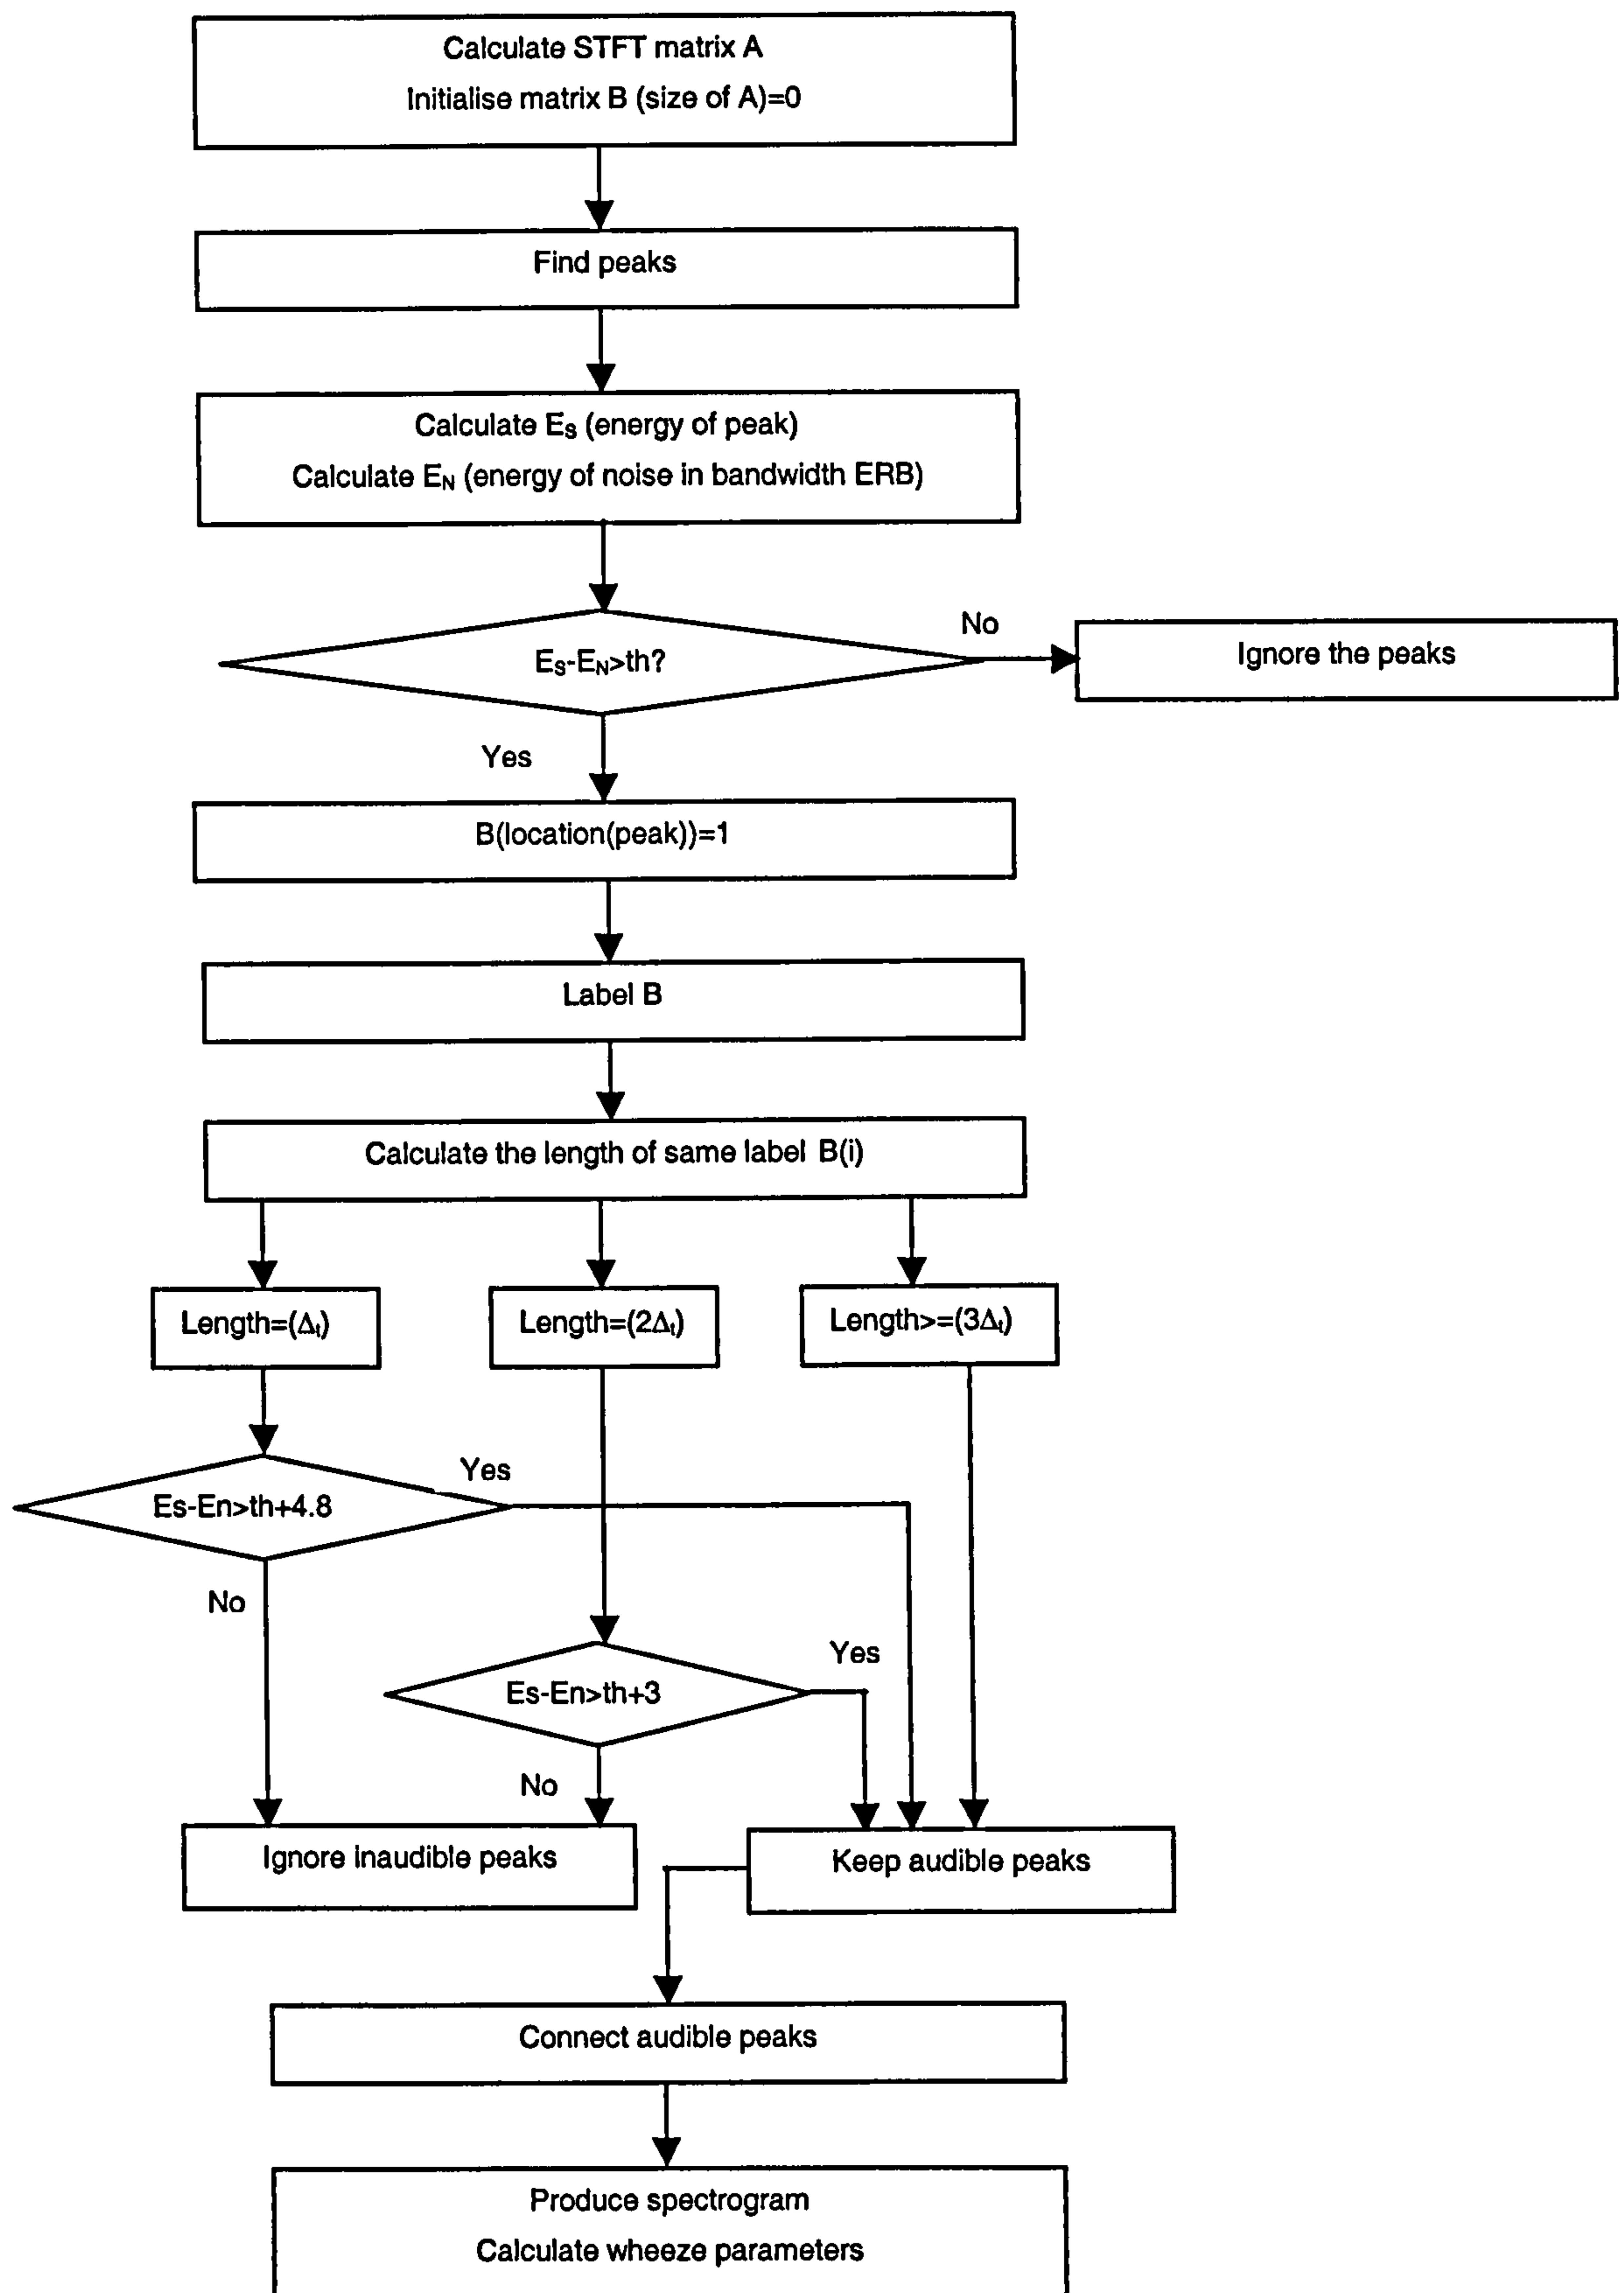 Calculate STFT matrix A
Initialise matrix B (size of A)=0
Find peaks
Calculate ES (energy of peak)
Calculate EN (energy of noise in bandwidth ERB)
ES-EN>th?
No
Ignore the peaks
Yes
B(location(peak))=1
Label B
Calculate the length of same label B(i)
Length=(Δt)
Length=(2Δt)
Length>=(3Δt)
Es-En>th+4.8
Yes
No
Es-En>th+3
Yes
No
Ignore inaudible peaks
Keep audible peaks
Connect audible peaks
Produce spectrogram
Calculate wheeze parameters